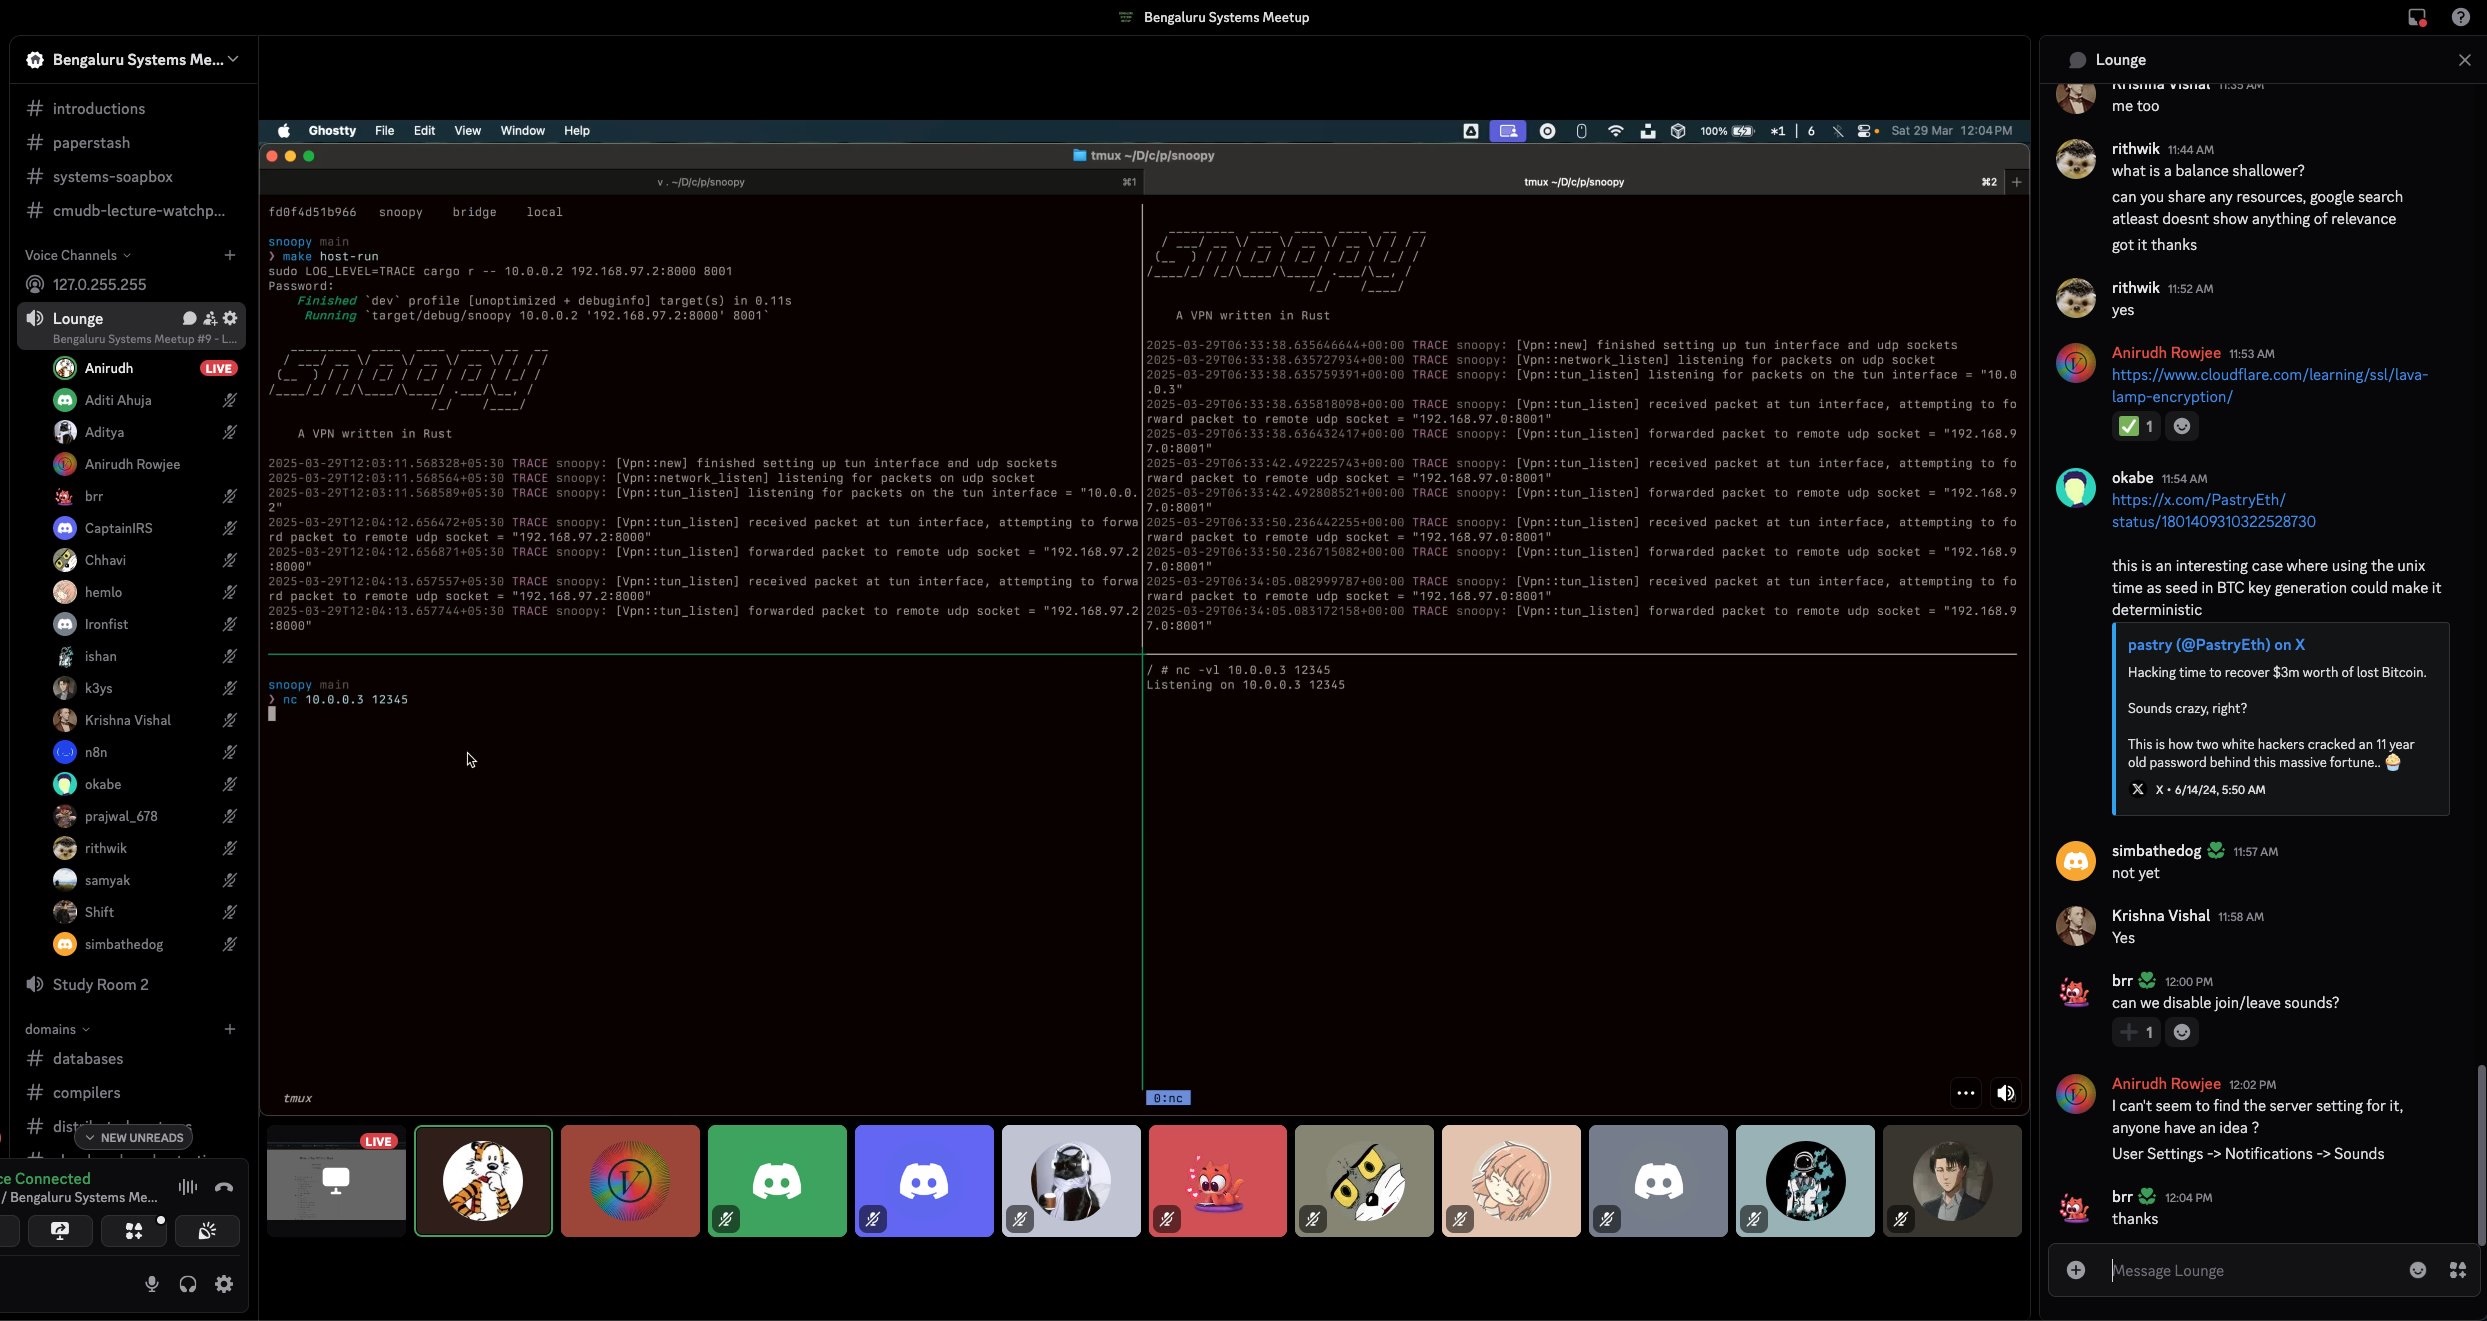 Bengaluru Systems Meetup
Bengaluru Systems Me...
introductions
paperstash
systems-soapbox
cmudb-lecture-watchp...
Voice Channels
127.0.255.255
Lounge
Bengaluru Systems Meetup #9 - L...
Anirudh LIVE
Aditi Ahuja
Aditya
Anirudh Rowjee
brr
CaptainIRS
Chhavi
hemlo
Ironfist
ishan
k3ys
Krishna Vishal
n8n
okabe
prajwal_678
rithwik
samyak
Shift
simbathedog
Study Room 2
domains
databases
compilers
NEW UNREADS
ce Connected
/ Bengaluru Systems Me...
Ghostty File Edit View Window Help
100% *1 | 6 Sat 29 Mar 12:04 PM
tmux ~/D/c/p/snoopy
v . ~/D/c/p/snoopy ⌘1
tmux ~/D/c/p/snoopy ⌘2 +
fd0f4d51b966 snoopy bridge local
snoopy main
❯ make host-run
sudo LOG_LEVEL=TRACE cargo r -- 10.0.0.2 192.168.97.2:8000 8001
Password:
Finished `dev` profile [unoptimized + debuginfo] target(s) in 0.11s
Running `target/debug/snoopy 10.0.0.2 '192.168.97.2:8000' 8001`
A VPN written in Rust
2025-03-29T12:03:11.568328+05:30 TRACE snoopy: [Vpn::new] finished setting up tun interface and udp sockets
2025-03-29T12:03:11.568564+05:30 TRACE snoopy: [Vpn::network_listen] listening for packets on udp socket
2025-03-29T12:03:11.568589+05:30 TRACE snoopy: [Vpn::tun_listen] listening for packets on the tun interface = "10.0.0.
2"
2025-03-29T12:04:12.656472+05:30 TRACE snoopy: [Vpn::tun_listen] received packet at tun interface, attempting to forwa
rd packet to remote udp socket = "192.168.97.2:8000"
2025-03-29T12:04:12.656871+05:30 TRACE snoopy: [Vpn::tun_listen] forwarded packet to remote udp socket = "192.168.97.2
:8000"
2025-03-29T12:04:13.657557+05:30 TRACE snoopy: [Vpn::tun_listen] received packet at tun interface, attempting to forwa
rd packet to remote udp socket = "192.168.97.2:8000"
2025-03-29T12:04:13.657744+05:30 TRACE snoopy: [Vpn::tun_listen] forwarded packet to remote udp socket = "192.168.97.2
:8000"
snoopy main
❯ nc 10.0.0.3 12345
tmux
A VPN written in Rust
2025-03-29T06:33:38.635646644+00:00 TRACE snoopy: [Vpn::new] finished setting up tun interface and udp sockets
2025-03-29T06:33:38.635727934+00:00 TRACE snoopy: [Vpn::network_listen] listening for packets on udp socket
2025-03-29T06:33:38.635759391+00:00 TRACE snoopy: [Vpn::tun_listen] listening for packets on the tun interface = "10.0
.0.3"
2025-03-29T06:33:38.635818098+00:00 TRACE snoopy: [Vpn::tun_listen] received packet at tun interface, attempting to fo
rward packet to remote udp socket = "192.168.97.0:8001"
2025-03-29T06:33:38.636432417+00:00 TRACE snoopy: [Vpn::tun_listen] forwarded packet to remote udp socket = "192.168.9
7.0:8001"
2025-03-29T06:33:42.492225743+00:00 TRACE snoopy: [Vpn::tun_listen] received packet at tun interface, attempting to fo
rward packet to remote udp socket = "192.168.97.0:8001"
2025-03-29T06:33:42.492808521+00:00 TRACE snoopy: [Vpn::tun_listen] forwarded packet to remote udp socket = "192.168.9
7.0:8001"
2025-03-29T06:33:50.236442255+00:00 TRACE snoopy: [Vpn::tun_listen] received packet at tun interface, attempting to fo
rward packet to remote udp socket = "192.168.97.0:8001"
2025-03-29T06:33:50.236715082+00:00 TRACE snoopy: [Vpn::tun_listen] forwarded packet to remote udp socket = "192.168.9
7.0:8001"
2025-03-29T06:34:05.082999787+00:00 TRACE snoopy: [Vpn::tun_listen] received packet at tun interface, attempting to fo
rward packet to remote udp socket = "192.168.97.0:8001"
2025-03-29T06:34:05.083172158+00:00 TRACE snoopy: [Vpn::tun_listen] forwarded packet to remote udp socket = "192.168.9
7.0:8001"
/ # nc -vl 10.0.0.3 12345
Listening on 10.0.0.3 12345
0:nc
LIVE
Lounge
Krishna Vishal 11:35 AM
me too
rithwik 11:44 AM
what is a balance shallower?
can you share any resources, google search
atleast doesnt show anything of relevance
got it thanks
rithwik 11:52 AM
yes
Anirudh Rowjee 11:53 AM
https://www.cloudflare.com/learning/ssl/lava-
lamp-encryption/
✅ 1
okabe 11:54 AM
https://x.com/PastryEth/
status/1801409310322528730
this is an interesting case where using the unix
time as seed in BTC key generation could make it
deterministic
pastry (@PastryEth) on X
Hacking time to recover $3m worth of lost Bitcoin.
Sounds crazy, right?
This is how two white hackers cracked an 11 year
old password behind this massive fortune.. 🧁
X • 6/14/24, 5:50 AM
simbathedog 11:57 AM
not yet
Krishna Vishal 11:58 AM
Yes
brr 12:00 PM
can we disable join/leave sounds?
➕ 1
Anirudh Rowjee 12:02 PM
I can't seem to find the server setting for it,
anyone have an idea ?
User Settings -> Notifications -> Sounds
brr 12:04 PM
thanks
Message Lounge